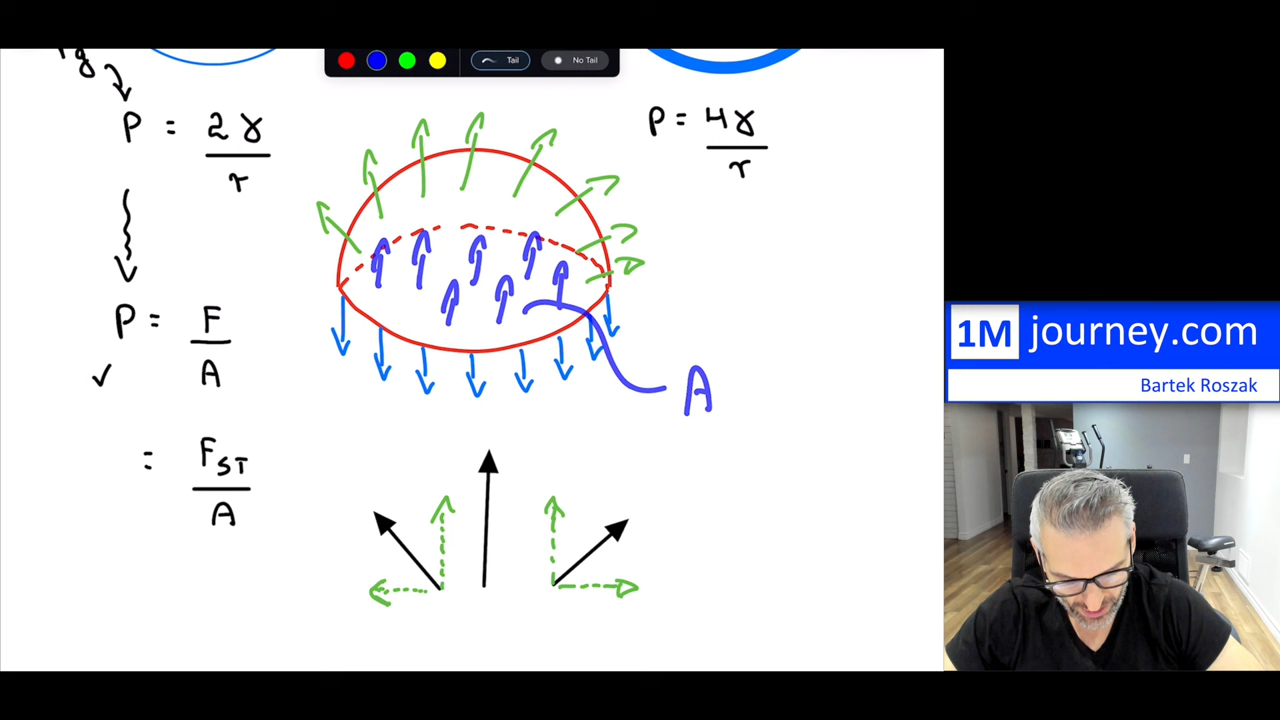 Tail
No Tail
P = 2γ
r
P = 4γ
r
P = F
A
✓
= F_ST
A
A
1M journey.com
Bartek Roszak